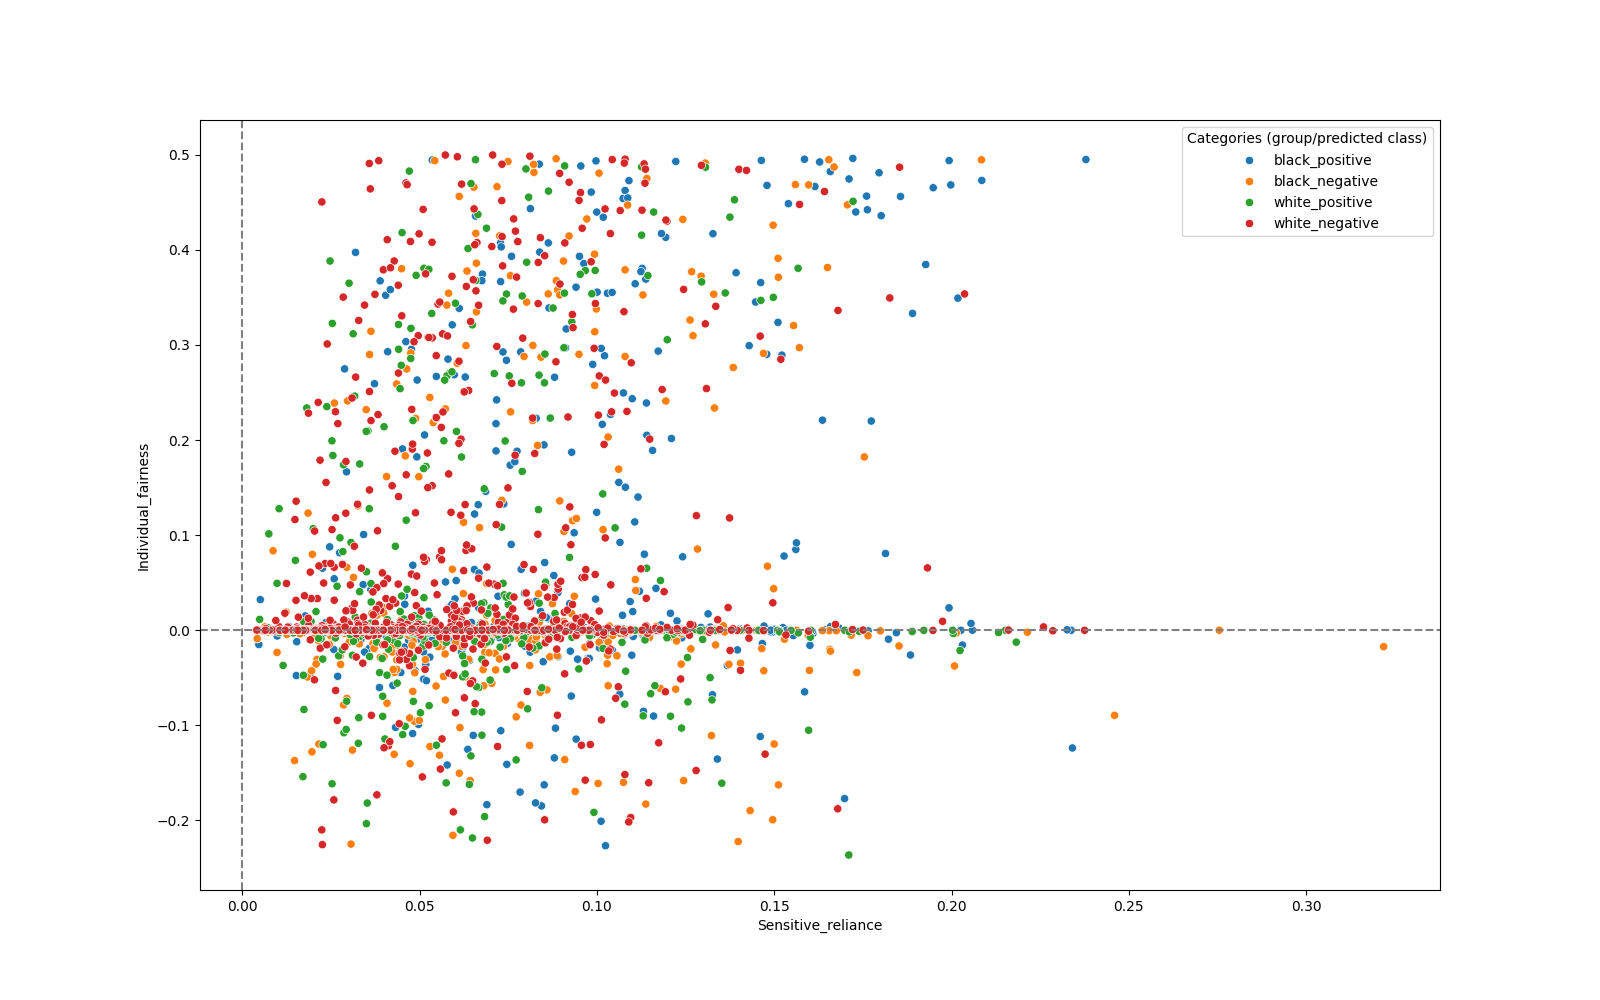 Categories (group/predicted class)
black_positive
black_negative
white_positive
white_negative
0.5
0.4
0.3
0.2
0.1
0.0
−0.1
−0.2
Individual_fairness
0.00
0.05
0.10
0.15
0.20
0.25
0.30
Sensitive_reliance